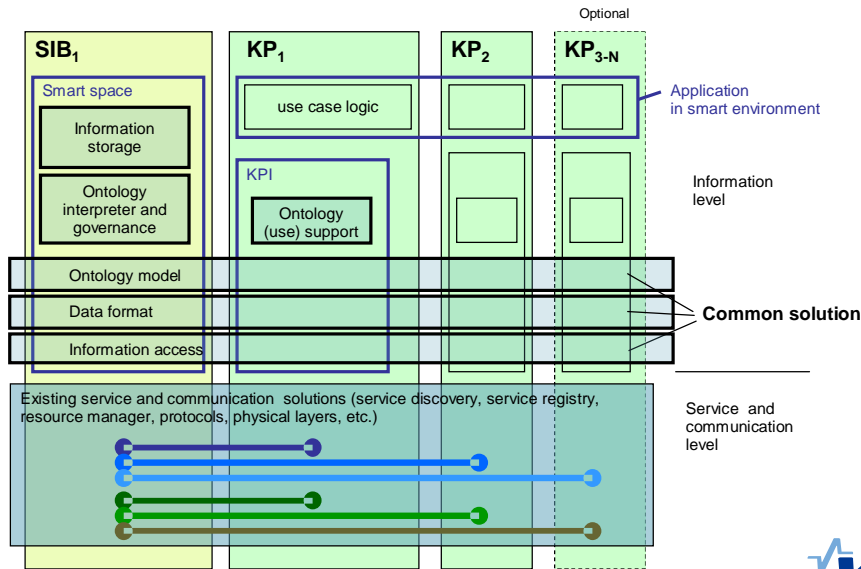 Optional
SIB1
KP1
KP2
KP3-N
Smart space
Information
storage
Ontology
interpreter and
governance
use case logic
KPI
Ontology
(use) support
Application
in smart environment
Information
level
Ontology model
Data format
Information access
Common solution
Existing service and communication solutions (service discovery, service registry,
resource manager, protocols, physical layers, etc.)
Service and
communication
level